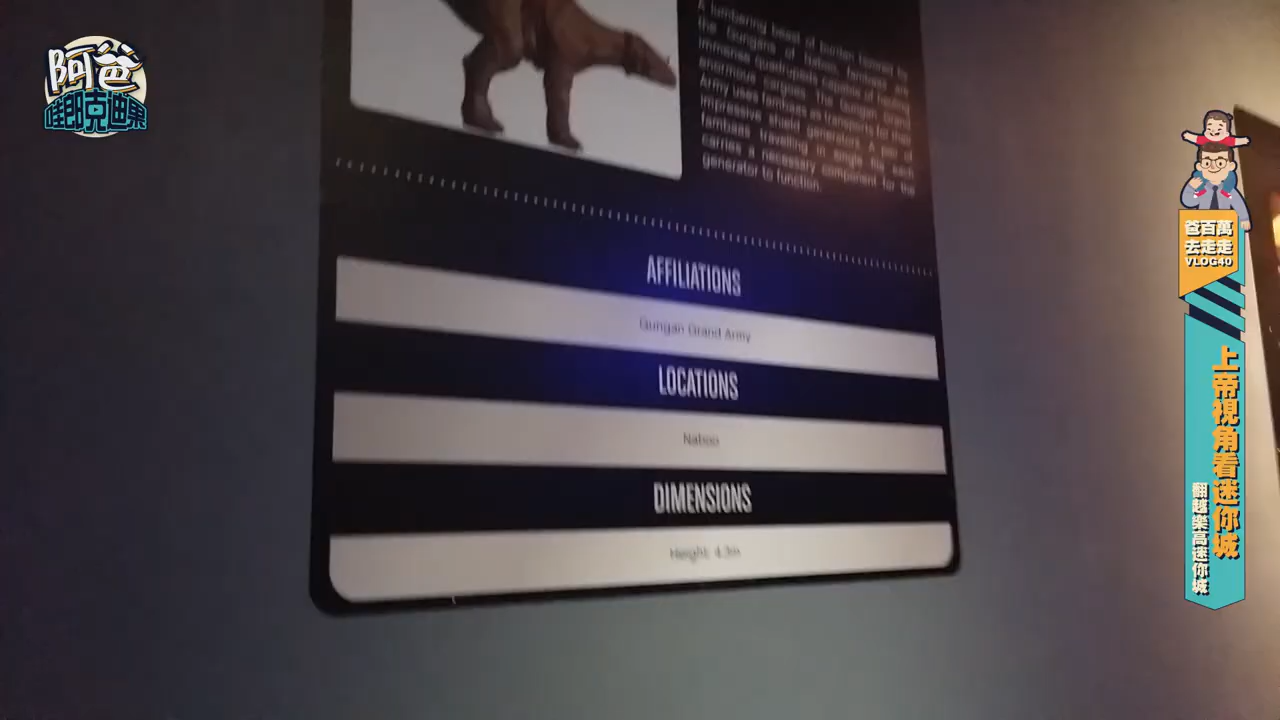 阿爸
哇即克迪果
A lumbering beast of burden tamed by
the Gungans of Naboo, fambaas are
immense quadrupeds capable of hauling
enormous cargoes. The Gungan Grand
Army uses fambaas as transports for their
impressive shield generators. A pair of
fambaas travelling in single file each
carries a necessary component for the
generator to function.
AFFILIATIONS
Gungan Grand Army
LOCATIONS
Naboo
DIMENSIONS
Height: 4.3m
爸百萬
去走走
VLOG40
上帝視角看迷你城
翻越樂高迷你城